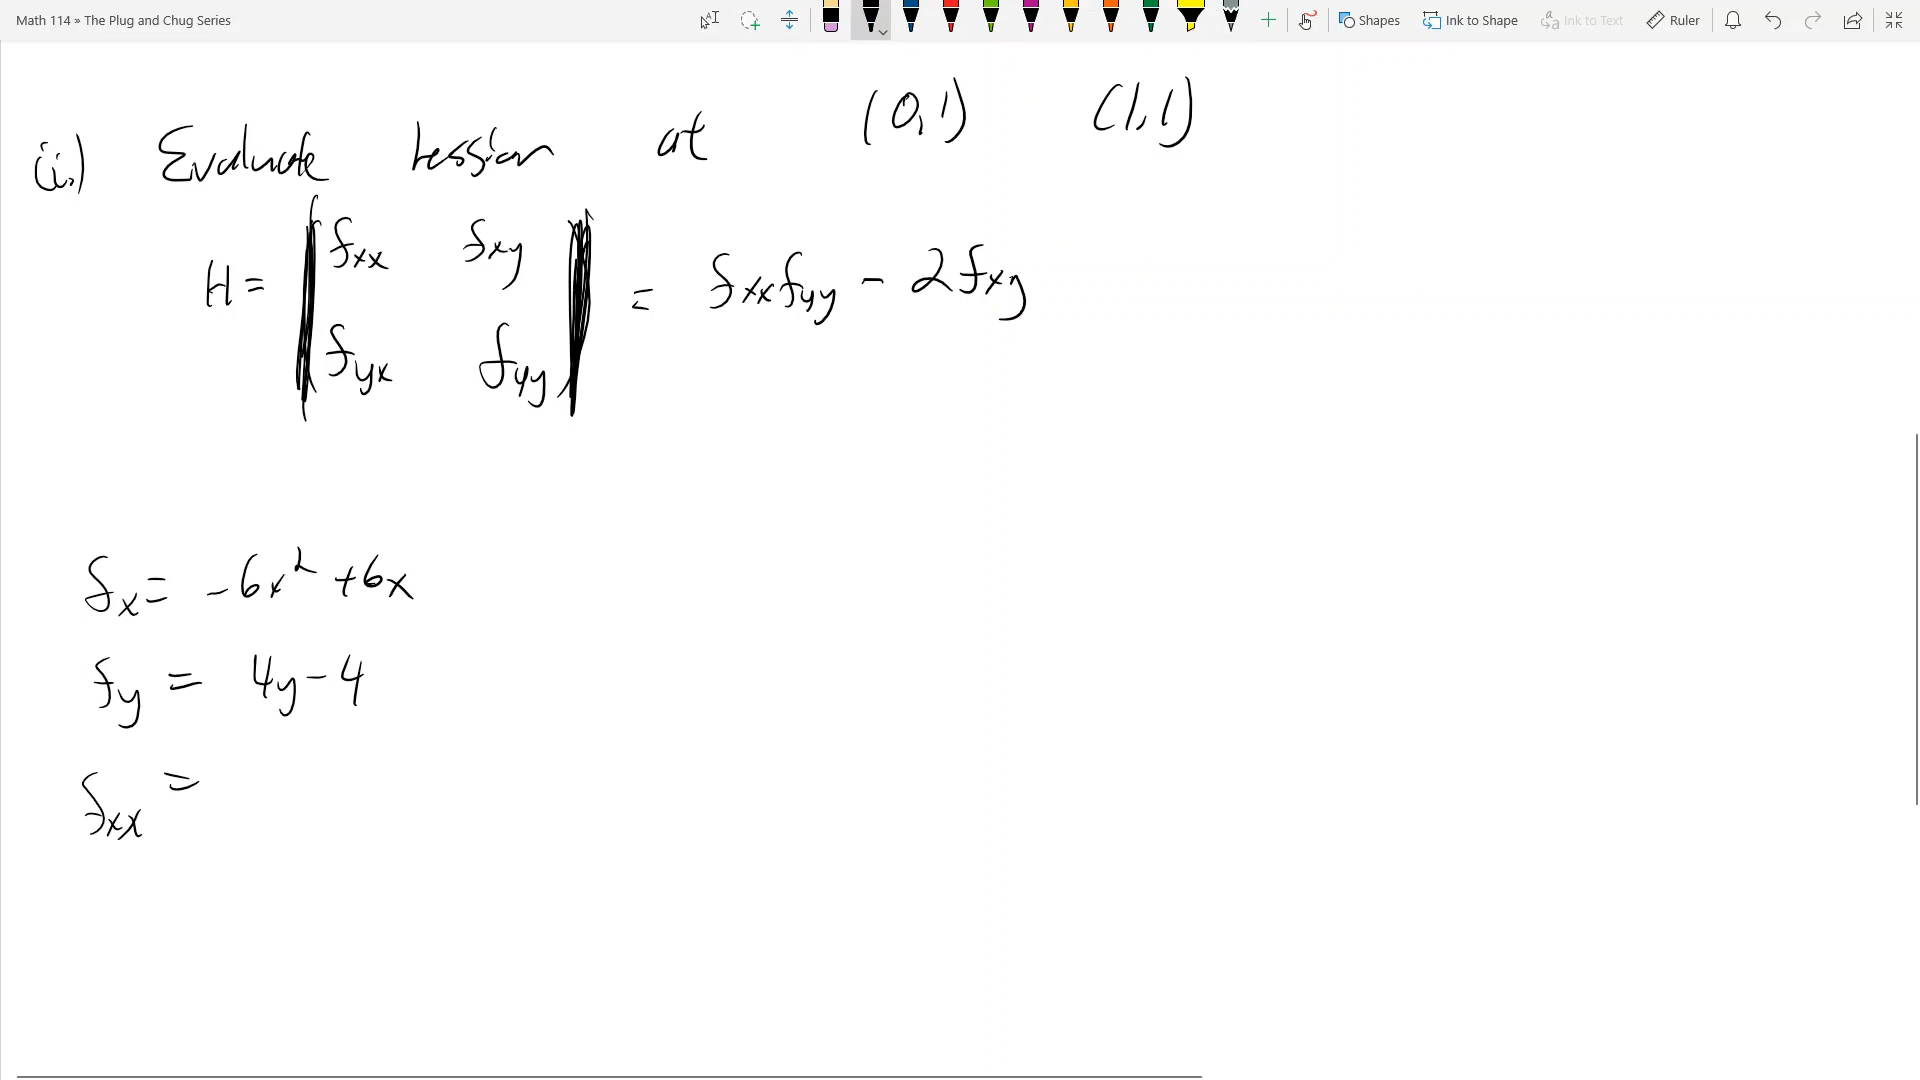 Math 114 » The Plug and Chug Series
Shapes Ink to Shape Ink to Text Ruler
(ii) Evaluate hessian at (0,1) (1,1)
H = | fxx fxy
fyx fyy | = fxxfyy - 2fxy
fx = -6x² + 6x
fy = 4y - 4
fxx =